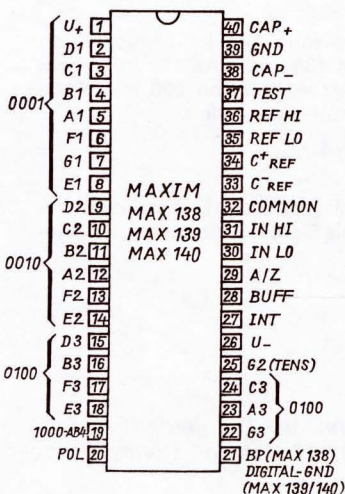 U+ 1
D1 2
C1 3
B1 4
A1 5
F1 6
G1 7
E1 8
0001
D2 9
C2 10
B2 11
A2 12
F2 13
E2 14
0010
D3 15
B3 16
F3 17
E3 18
0100
1000-AB4 19
POL 20
MAXIM
MAX 138
MAX 139
MAX 140
40 CAP+
39 GND
38 CAP_
37 TEST
36 REF HI
35 REF LO
34 C+REF
33 C-REF
32 COMMON
31 IN HI
30 IN LO
29 A/Z
28 BUFF
27 INT
26 U_
25 G2(TENS)
24 C3
23 A3
22 G3
0100
21 BP(MAX 138)
DIGITAL-GND
(MAX 139/140)